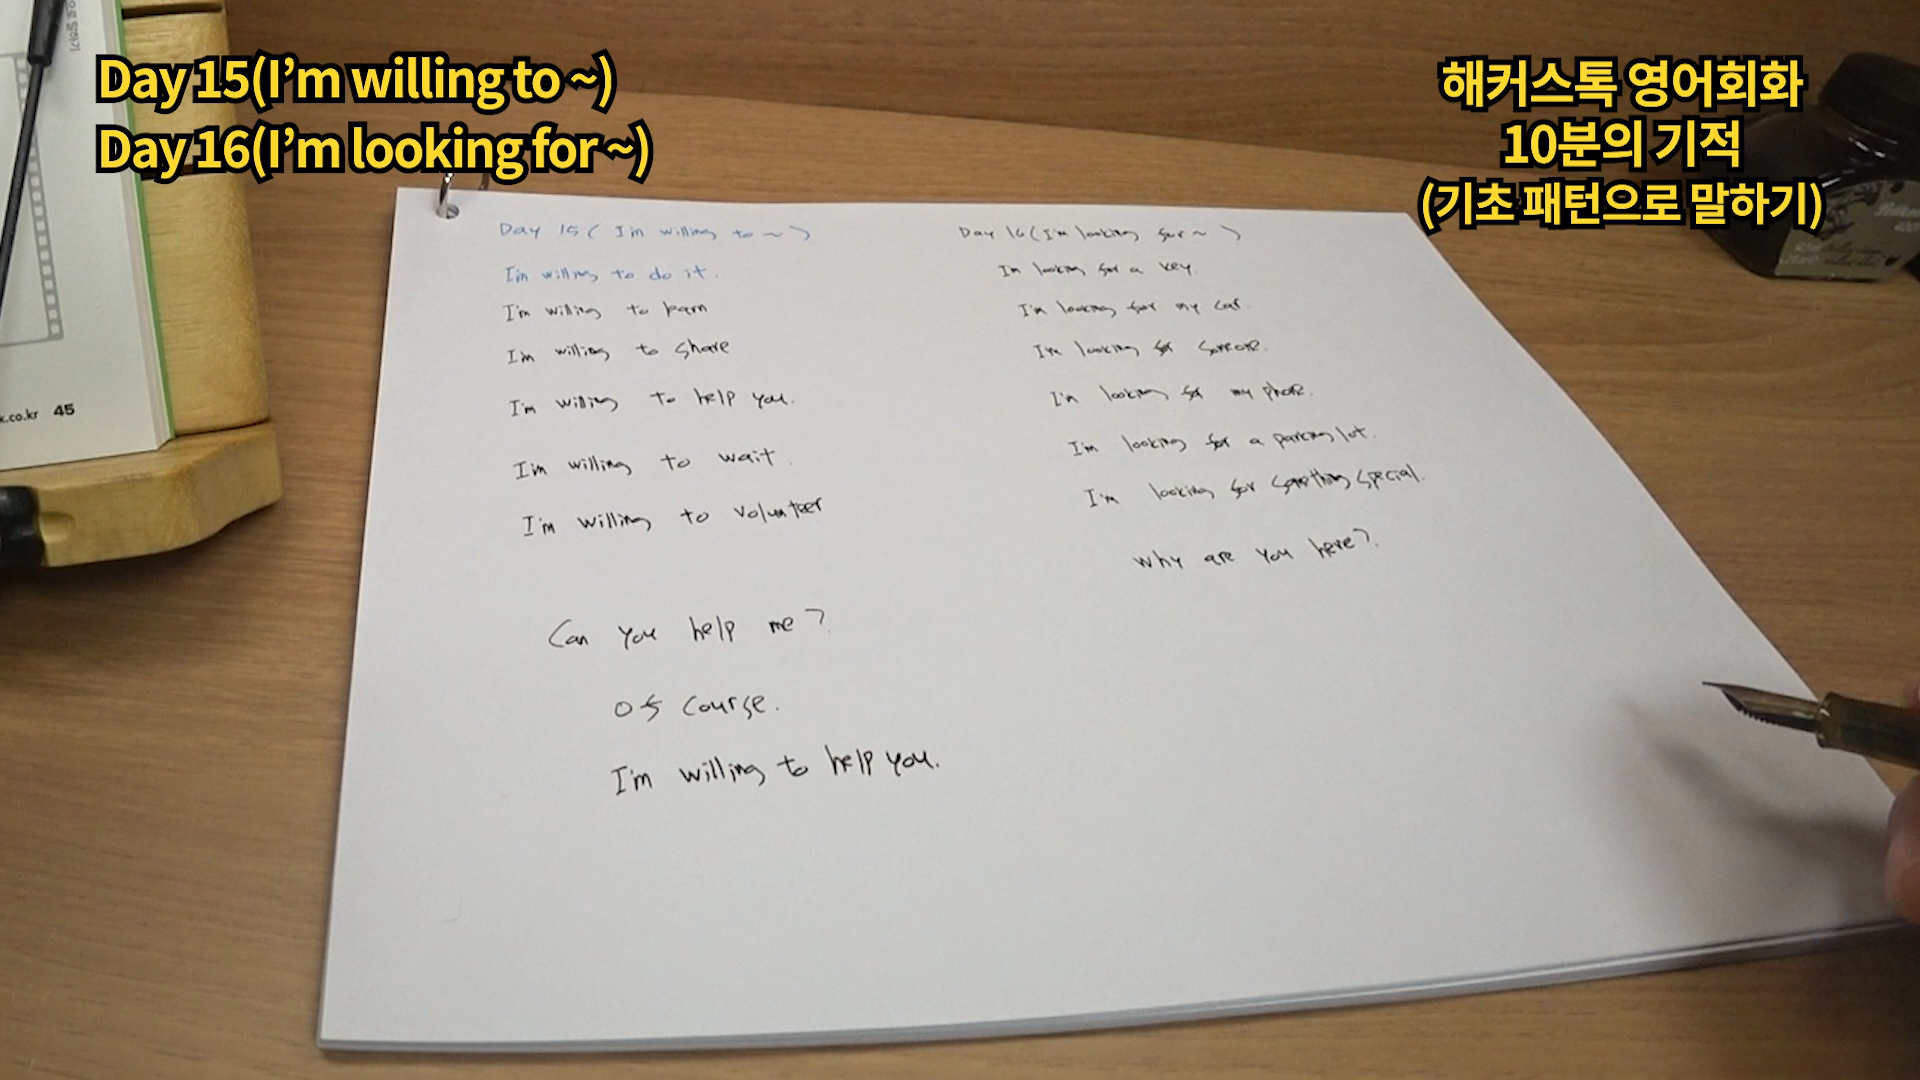 Day 15(I’m willing to ~)
Day 16(I’m looking for ~)
해커스톡 영어회화
10분의 기적
(기초 패턴으로 말하기)
Day 15 ( I'm willing to ~ )
I'm willing to do it.
I'm willing to learn
I'm willing to share
I'm willing to help you.
I'm willing to wait.
I'm willing to volunteer
Can you help me?
of course.
I'm willing to help you.
Day 16 (I'm looking for ~ )
I'm looking for a key.
I'm looking for my car.
I'm looking for someone.
I'm looking for my phone.
I'm looking for a parking lot.
I'm looking for something special.
Why are you here?
k.co.kr 45